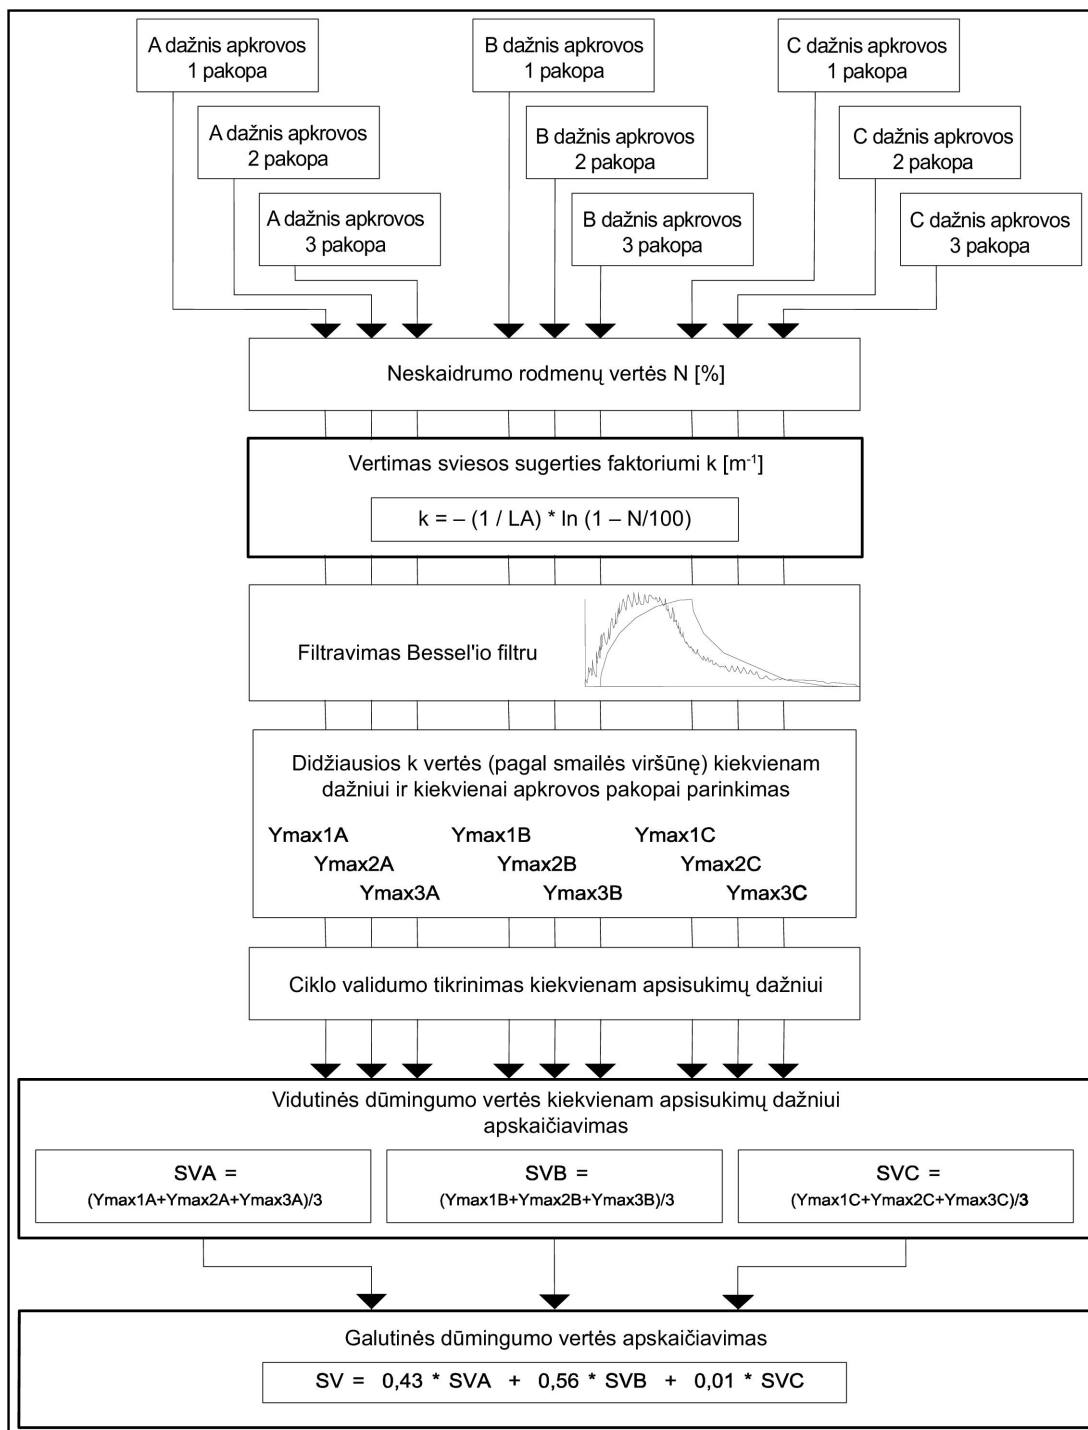 A dažnis apkrovos
1 pakopa
B dažnis apkrovos
1 pakopa
C dažnis apkrovos
1 pakopa
A dažnis apkrovos
2 pakopa
B dažnis apkrovos
2 pakopa
C dažnis apkrovos
2 pakopa
A dažnis apkrovos
3 pakopa
B dažnis apkrovos
3 pakopa
C dažnis apkrovos
3 pakopa
Neskaidrumo rodmenų vertės N [%]
Vertimas sviesos sugerties faktoriumi k [m⁻¹]
k = – (1 / LA) * ln (1 – N/100)
Filtravimas Bessel'io filtru
Didžiausios k vertės (pagal smailės viršūnę) kiekvienam
dažniui ir kiekvienai apkrovos pakopai parinkimas
Ymax1A Ymax1B Ymax1C
Ymax2A Ymax2B Ymax2C
Ymax3A Ymax3B Ymax3C
Ciklo validumo tikrinimas kiekvienam apsisukimų dažniui
Vidutinės dūmingumo vertės kiekvienam apsisukimų dažniui
apskaičiavimas
SVA =
(Ymax1A+Ymax2A+Ymax3A)/3
SVB =
(Ymax1B+Ymax2B+Ymax3B)/3
SVC =
(Ymax1C+Ymax2C+Ymax3C)/3
Galutinės dūmingumo vertės apskaičiavimas
SV = 0,43 * SVA + 0,56 * SVB + 0,01 * SVC